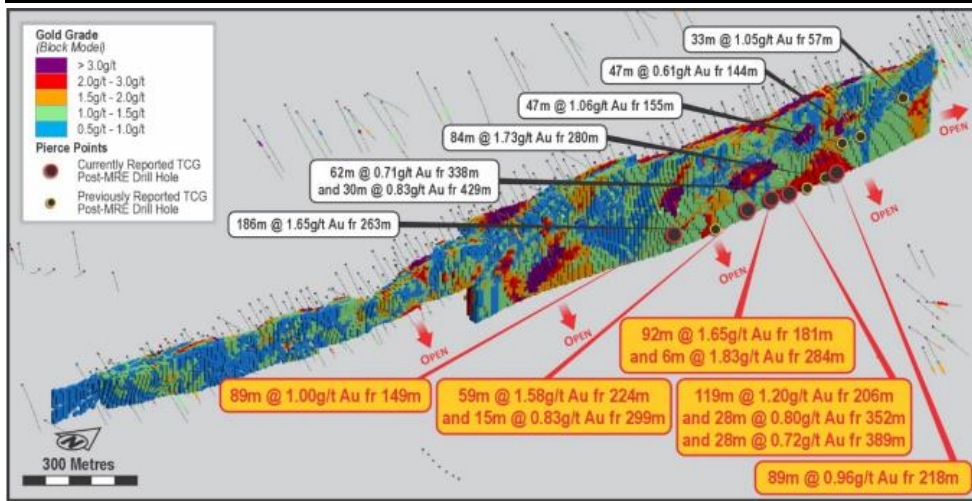 Gold Grade
(Block Model)
> 3.0g/t
2.0g/t - 3.0g/t
1.5g/t - 2.0g/t
1.0g/t - 1.5g/t
0.5g/t - 1.0g/t
Pierce Points
Currently Reported TCG
Post-MRE Drill Hole
Previously Reported TCG
Post-MRE Drill Hole
33m @ 1.05g/t Au fr 57m
47m @ 0.61g/t Au fr 144m
47m @ 1.06g/t Au fr 155m
84m @ 1.73g/t Au fr 280m
62m @ 0.71g/t Au fr 338m
and 30m @ 0.83g/t Au fr 429m
186m @ 1.65g/t Au fr 263m
OPEN
OPEN
OPEN
OPEN
OPEN
92m @ 1.65g/t Au fr 181m
and 6m @ 1.83g/t Au fr 284m
89m @ 1.00g/t Au fr 149m
59m @ 1.58g/t Au fr 224m
and 15m @ 0.83g/t Au fr 299m
119m @ 1.20g/t Au fr 206m
and 28m @ 0.80g/t Au fr 352m
and 28m @ 0.72g/t Au fr 389m
89m @ 0.96g/t Au fr 218m
N
300 Metres